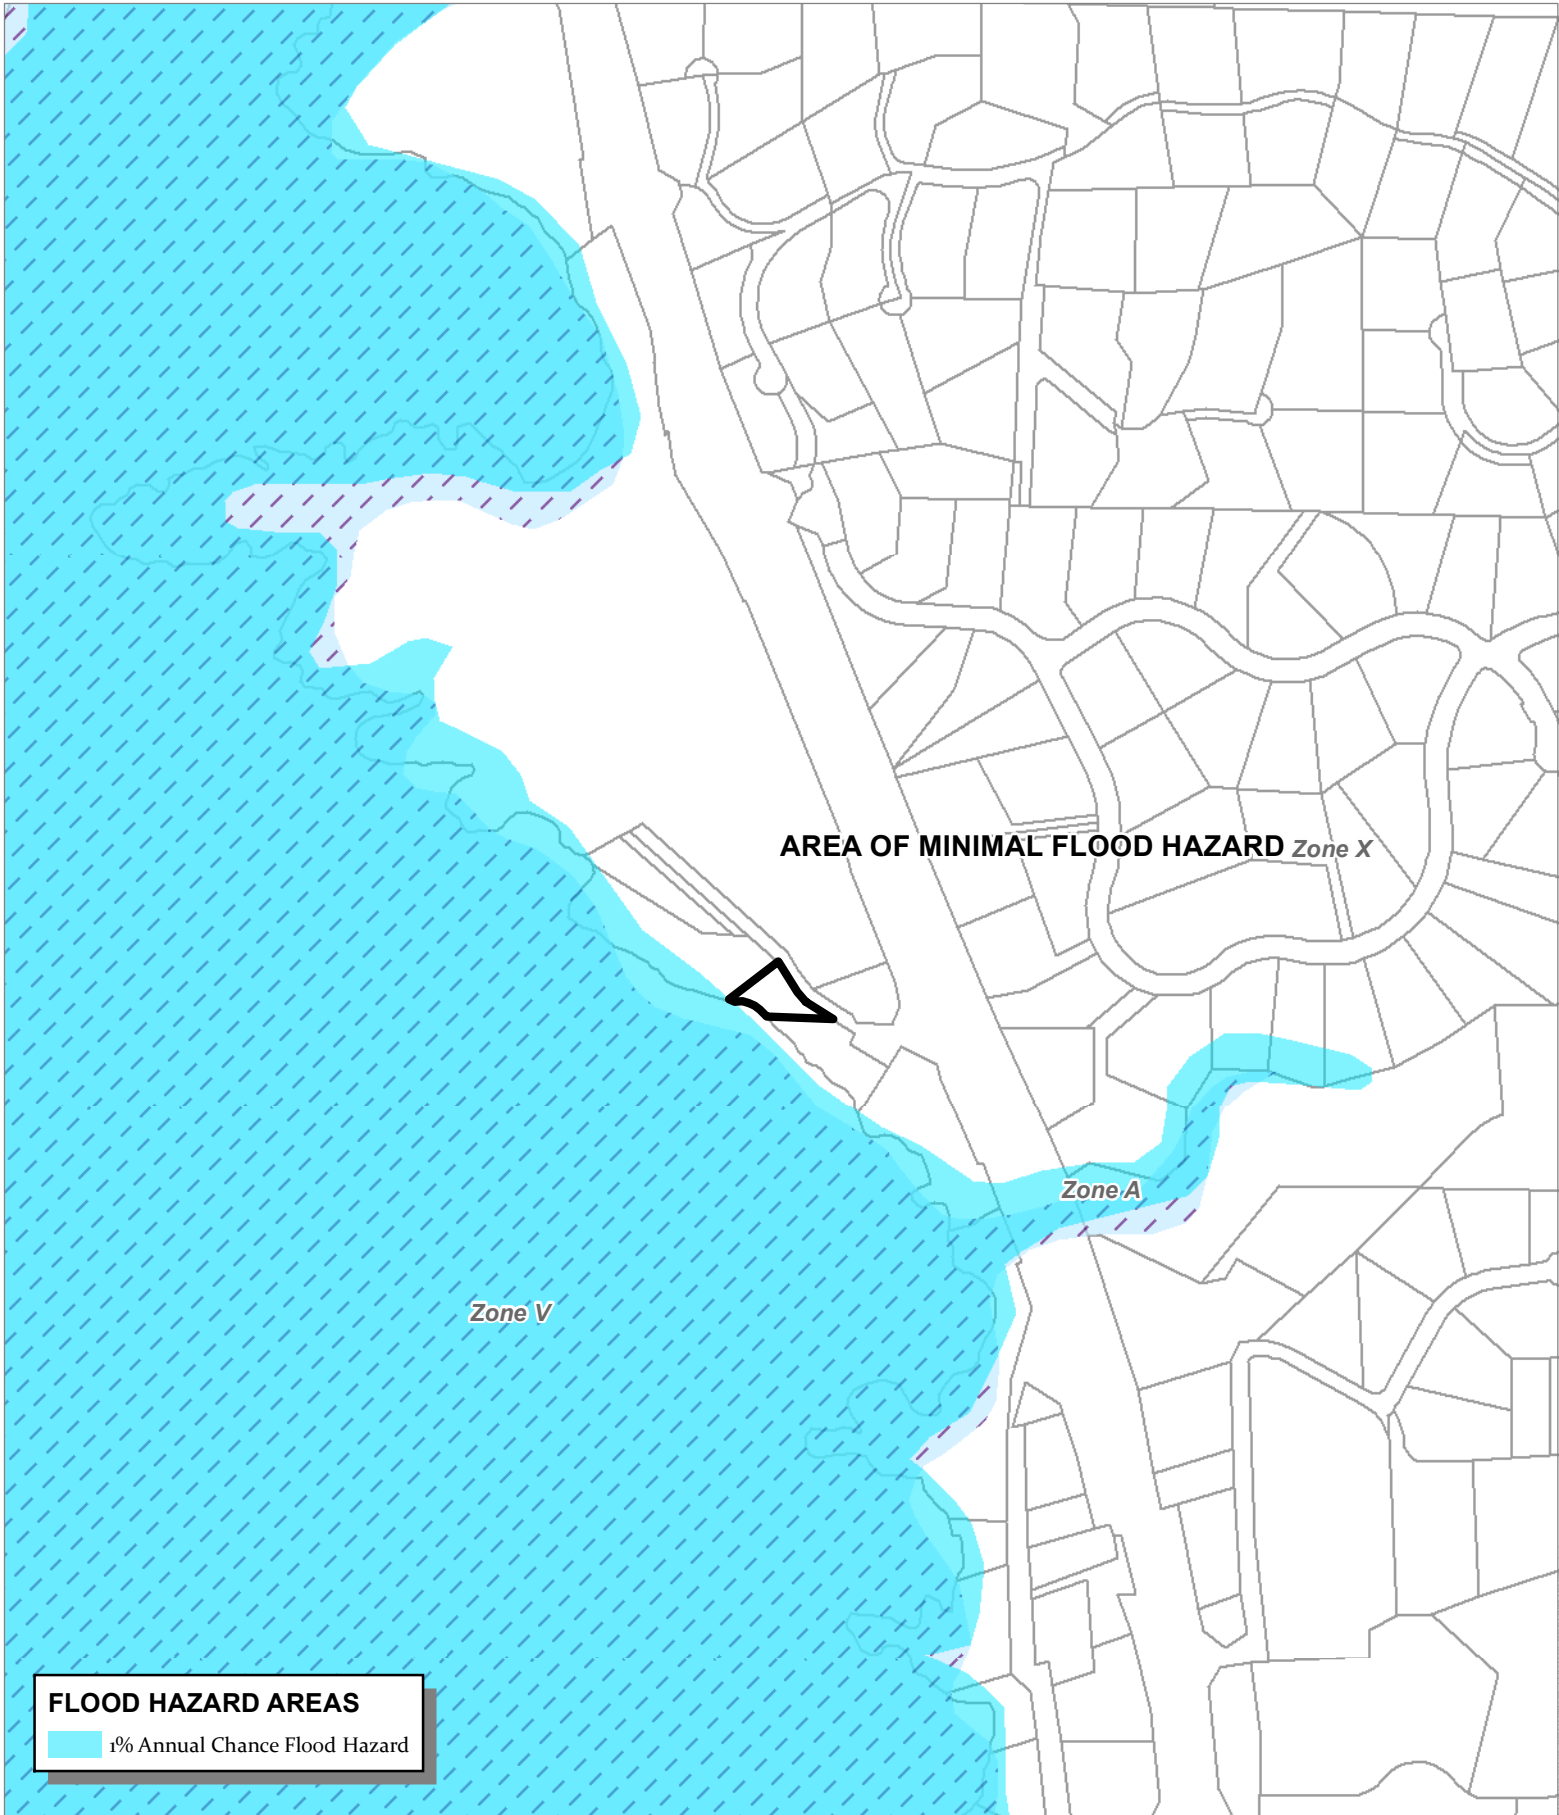 AREA OF MINIMAL FLOOD HAZARD Zone X
Zone A
Zone V
FLOOD HAZARD AREAS
1% Annual Chance Flood Hazard